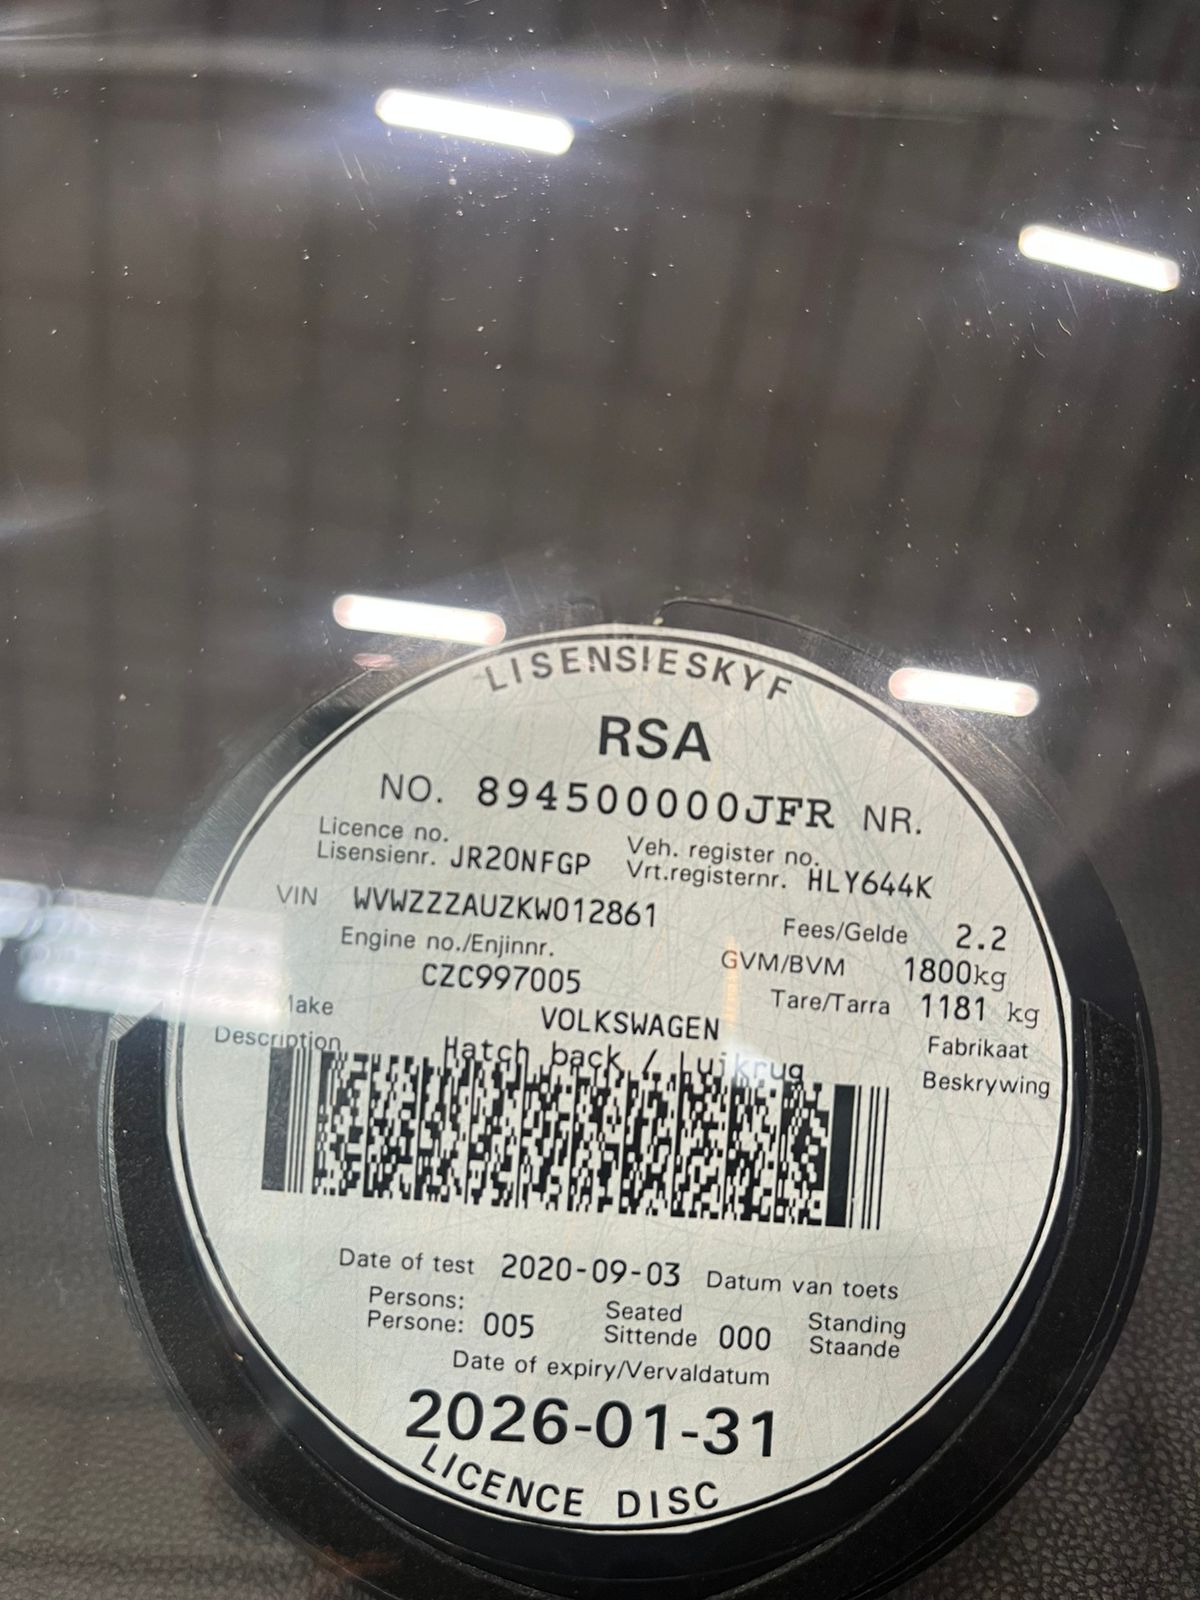 LISENSIESKYF
RSA
NO. 894500000JFR NR.
Licence no.
Lisensienr. JR20NFGP
Veh. register no.
Vrt.registernr. HLY644K
VIN WVWZZZAUZKW012861
Fees/Gelde 2.2
Engine no./Enjinnr.
CZC997005
GVM/BVM 1800kg
Tare/Tarra 1181 kg
Make VOLKSWAGEN Fabrikaat
Description Hatch back / Luikrug Beskrywing
Date of test 2020-09-03 Datum van toets
Persons:
Persone: 005
Seated
Sittende 000
Standing
Staande
Date of expiry/Vervaldatum
2026-01-31
LICENCE DISC